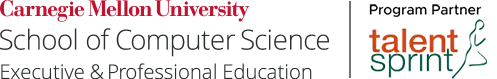 Carnegie Mellon University
School of Computer Science
Executive & Professional Education
Program Partner
talent
sprint